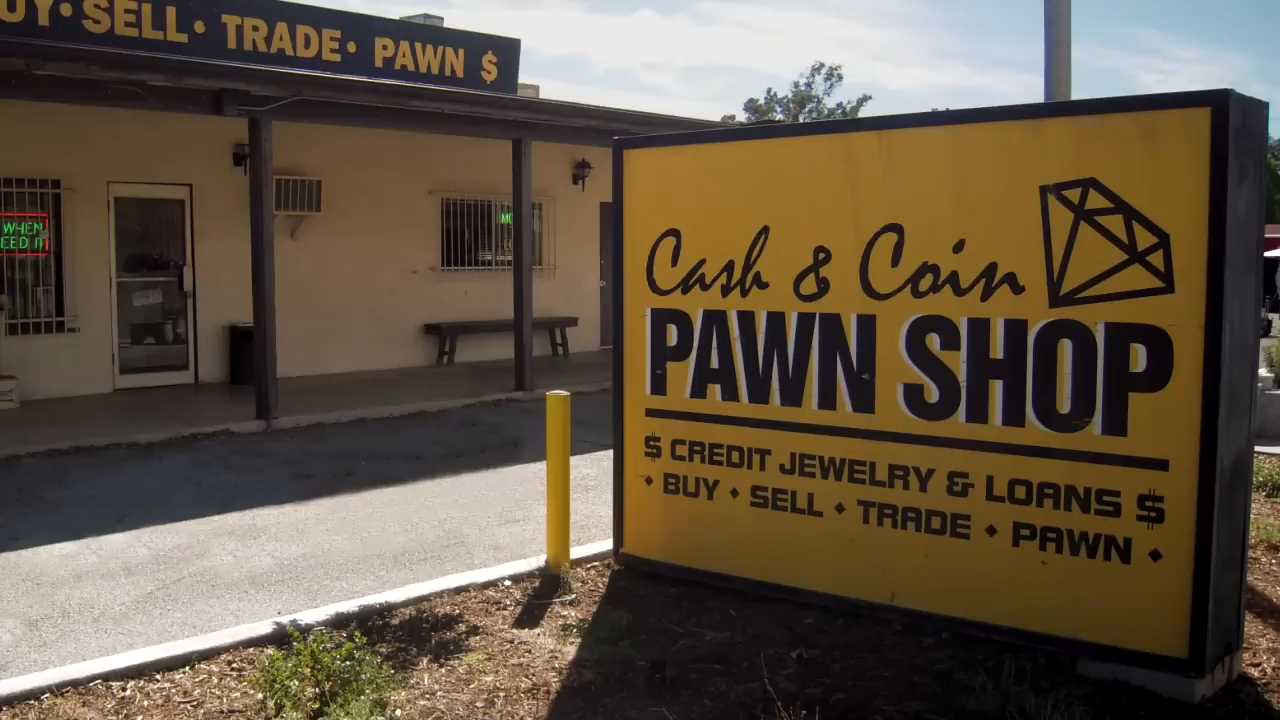 UY• SELL• TRADE• PAWN $
WHEN
EED IT
Cash & Coin
PAWN SHOP
$ CREDIT JEWELRY & LOANS $
• BUY • SELL • TRADE • PAWN •